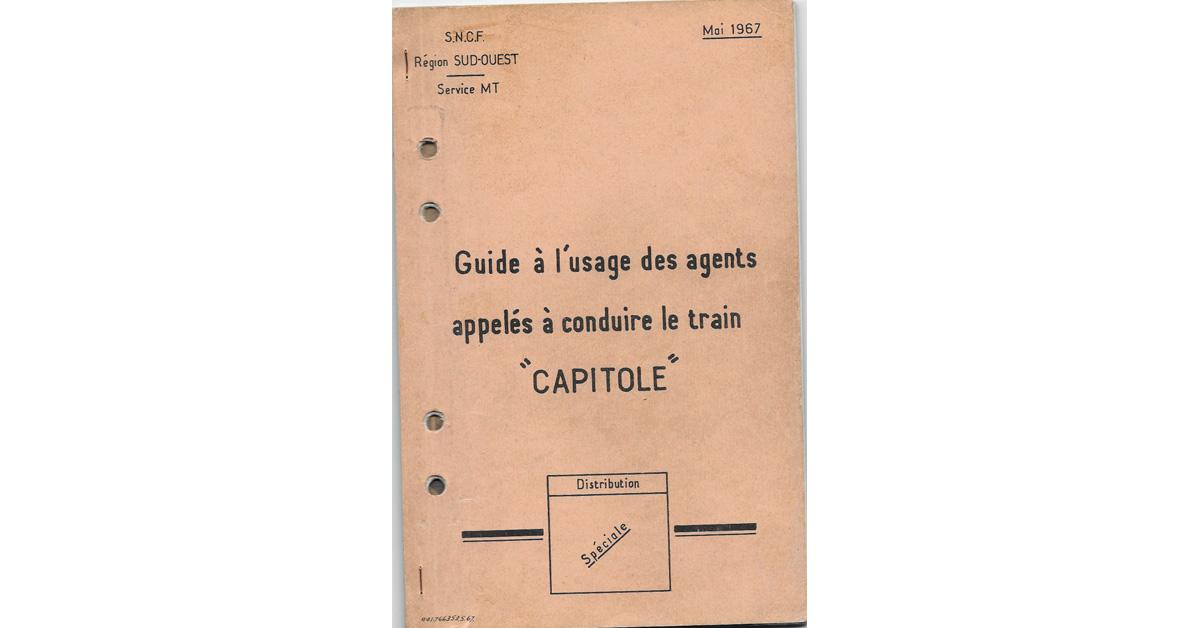 S.N.C.F.
Région SUD-OUEST
Service MT
Mai 1967
Guide à l'usage des agents
appelés à conduire le train
"CAPITOLE"
Distribution
Spéciale